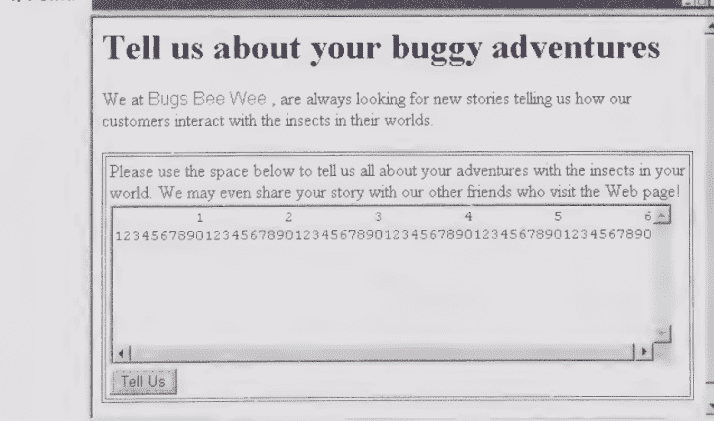 Tell us about your buggy adventures
We at Bugs Bee Wee , are always looking for new stories telling us how our
customers interact with the insects in their worlds.
Please use the space below to tell us all about your adventures with the insects in your
world. We may even share your story with our other friends who visit the Web page!
1 2 3 4 5 6
123456789012345678901234567890123456789012345678901234567890
Tell Us